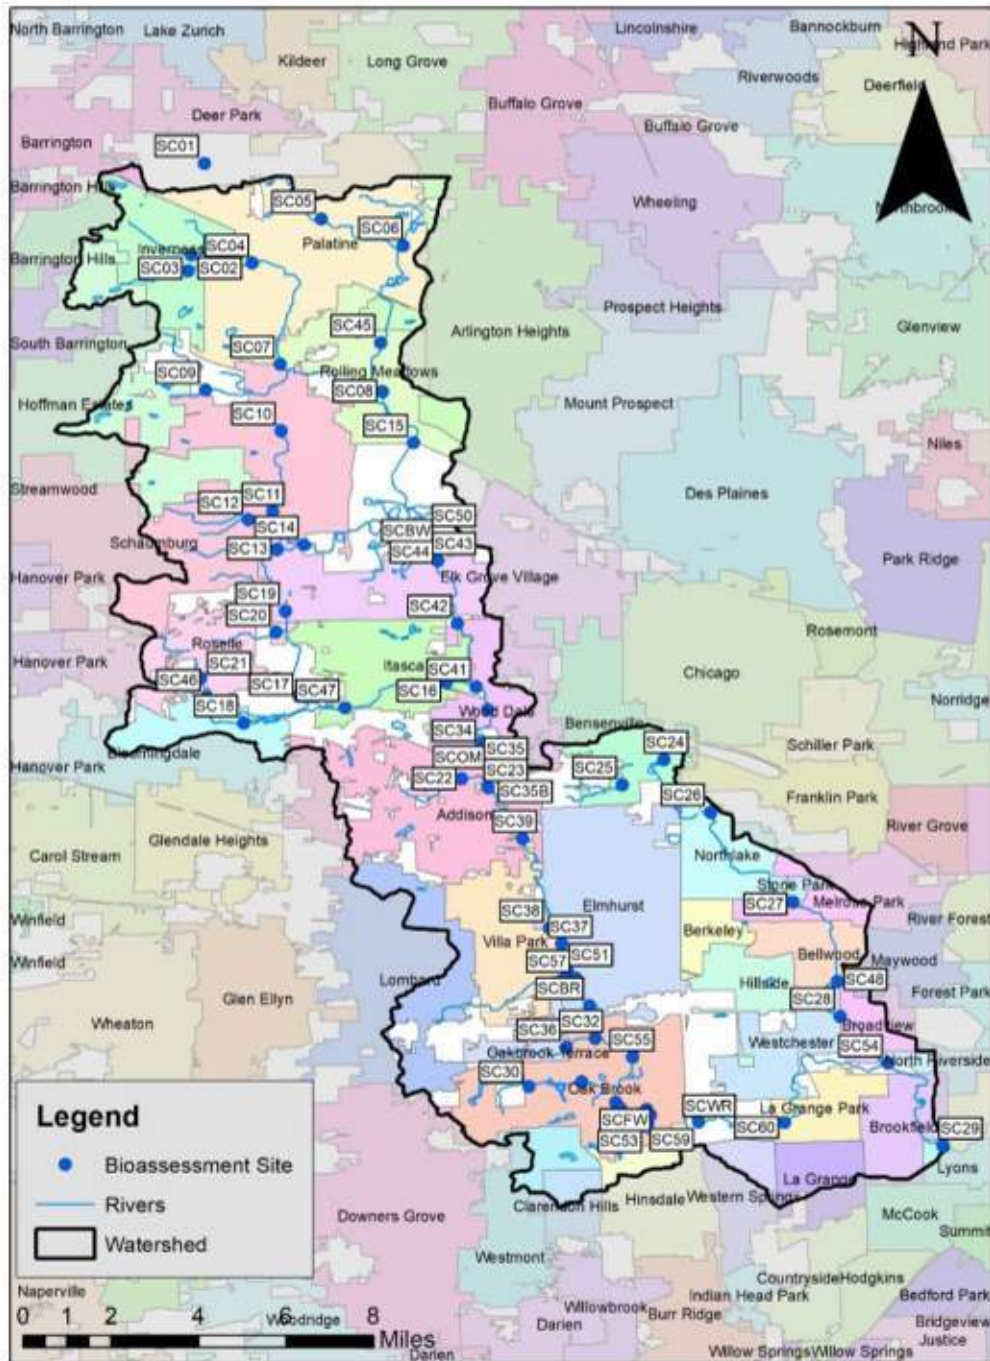 North Barrington
Lake Zurich
Kildeer
Long Grove
Lincolnshire
Bannockburn
N
Highland Park
Riverwoods
Deerfield
Buffalo Grove
Deer Park
Barrington
SC01
Buffalo Grove
Barrington Hills
Wheeling
Northbrook
SC05
Palatine
SC06
Inverness
SC04
Barrington Hills
SC03
SC02
Prospect Heights
Glenview
South Barrington
SC45
Arlington Heights
SC07
Rolling Meadows
SC09
SC08
Hoffman Estates
Mount Prospect
SC10
SC15
Niles
Streamwood
Des Plaines
SC12
SC11
SC50
SC14
SCBW
SC43
Schaumburg
SC13
SC44
Park Ridge
Hanover Park
Elk Grove Village
SC19
SC42
SC20
Roselle
Rosemont
Hanover Park
SC21
Itasca
SC41
Chicago
SC46
SC17
SC47
SC16
Norridge
SC18
Wood Dale
Bensenville
SC34
Bloomingdale
SC35
SC24
Schiller Park
Hanover Park
SCOM
SC23
SC25
SC22
SC35B
SC26
Franklin Park
Addison
SC39
River Grove
Glendale Heights
Carol Stream
Northlake
Stone Park
SC27
Melrose Park
Winfield
SC38
Elmhurst
River Forest
SC37
Berkeley
Villa Park
Bellwood
Winfield
SC57
SC51
Maywood
Lombard
Hillside
SC48
SCBR
Forest Park
Glen Ellyn
SC28
Wheaton
SC36
SC32
Broadview
Westchester
SC54
Oakbrook Terrace
SC55
North Riverside
SC30
Oak Brook
SCFW
SCWR
La Grange Park
SC60
Brookfield
SC29
SC53
SC59
Lyons
La Grange
Hinsdale
Western Springs
Clarendon Hills
McCook
Downers Grove
Summit
Westmont
Countryside
Hodgkins
Indian Head Park
Bedford Park
Willowbrook
Burr Ridge
Bridgeview
Darien
Justice
Willow Springs
Willow Springs
Legend
Bioassessment Site
Rivers
Watershed
Naperville
Woodridge
0 1 2 4 6 8
Miles
Darien